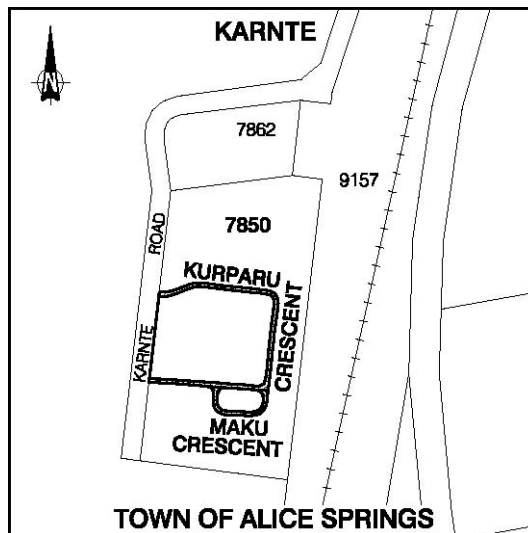 KARNTE
N
7862
9157
ROAD
7850
KURPARU
CRESCENT
KARNTE
MAKU
CRESCENT
TOWN OF ALICE SPRINGS